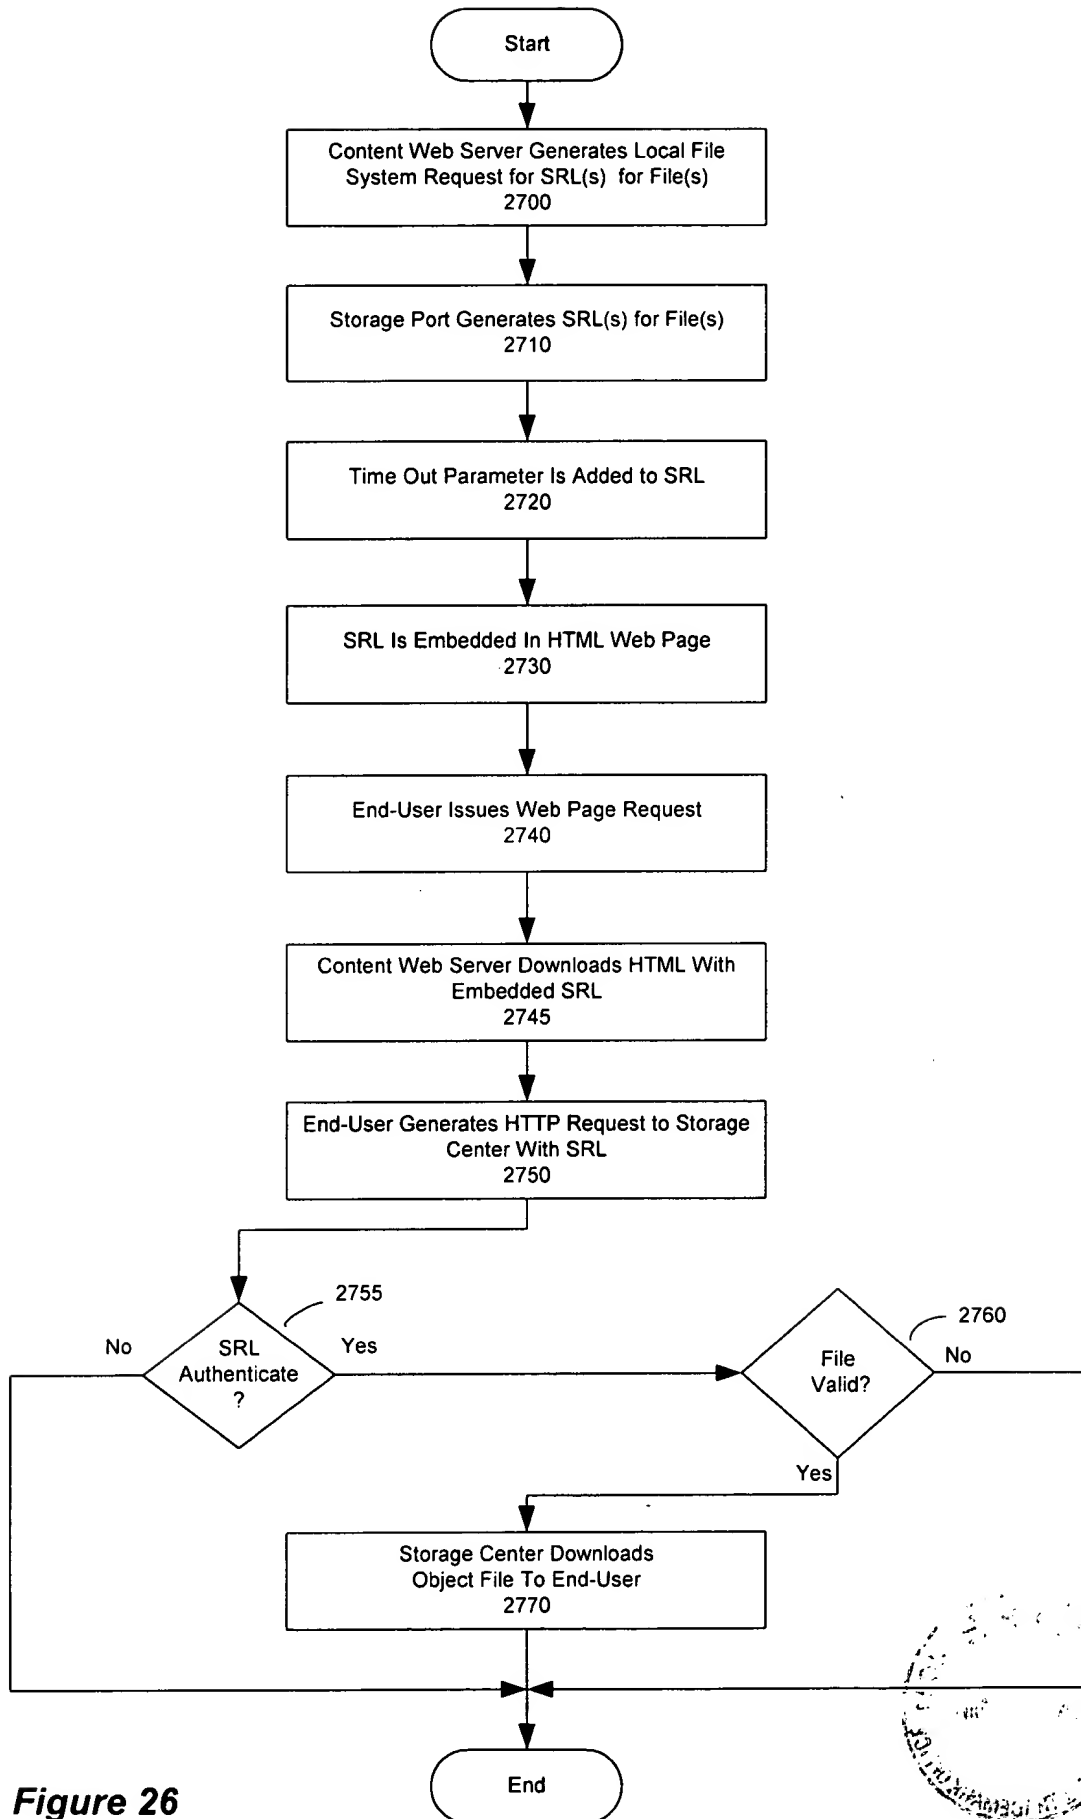 Start
Content Web Server Generates Local File
System Request for SRL(s) for File(s)
2700
Storage Port Generates SRL(s) for File(s)
2710
Time Out Parameter Is Added to SRL
2720
SRL Is Embedded In HTML Web Page
2730
End-User Issues Web Page Request
2740
Content Web Server Downloads HTML With
Embedded SRL
2745
End-User Generates HTTP Request to Storage
Center With SRL
2750
2755
No
SRL
Authenticate
?
Yes
2760
File
Valid?
No
Yes
Storage Center Downloads
Object File To End-User
2770
End
Figure 26